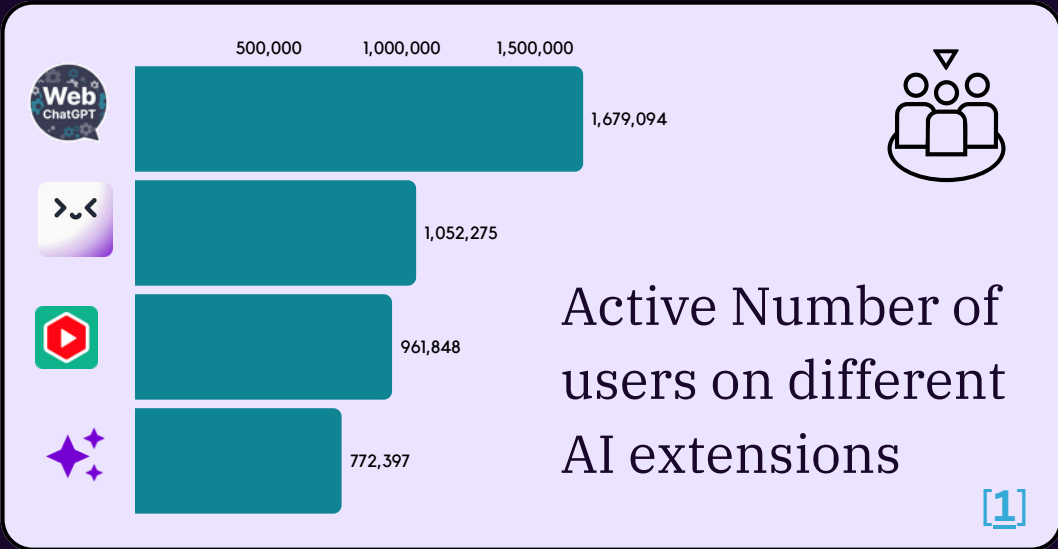 500,000 1,000,000 1,500,000
Web
ChatGPT
1,679,094
1,052,275
961,848
772,397
Active Number of
users on different
AI extensions
[1]